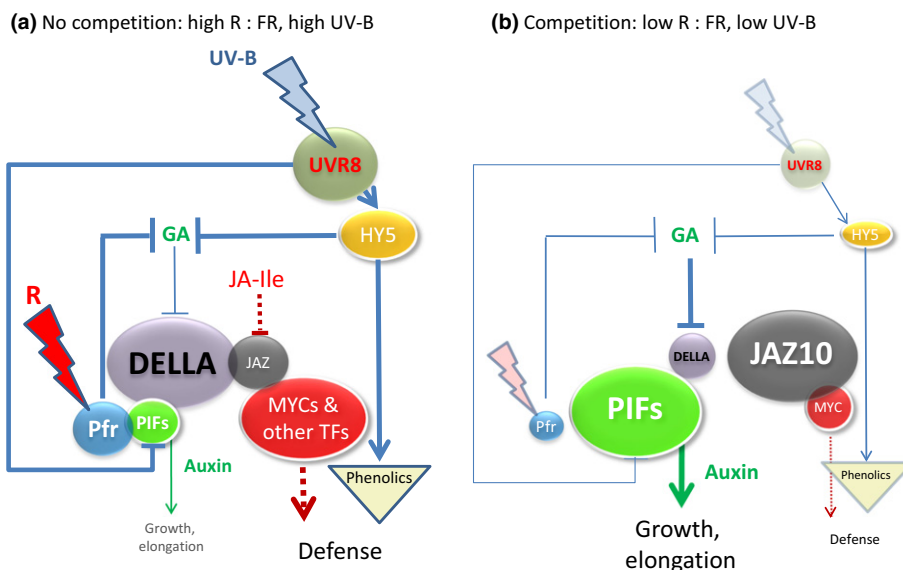 (a) No competition: high R : FR, high UV-B
UV-B
UVR8
GA
HY5
JA-Ile
R
DELLA
JAZ
MYCs &
other TFs
Pfr
PIFs
Auxin
Phenolics
Growth,
elongation
Defense
(b) Competition: low R : FR, low UV-B
UVR8
GA
HY5
DELLA
JAZ10
PIFs
MYC
Pfr
Auxin
Phenolics
Growth,
elongation
Defense